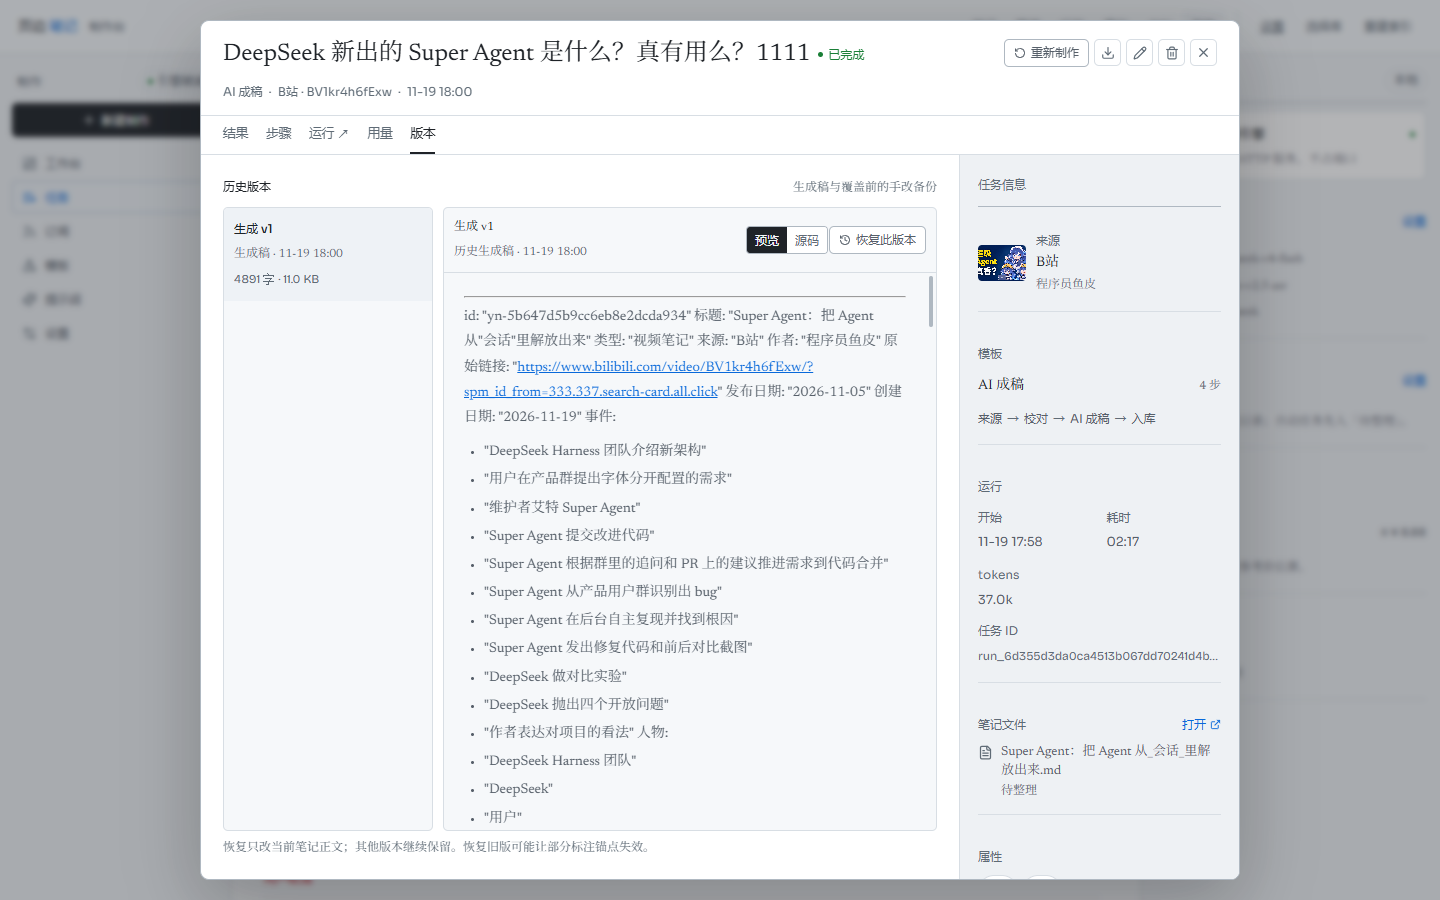 DeepSeek 新出的 Super Agent 是什么？真有用么？1111 • 已完成
重新制作
AI 成稿 · B站 · BV1kr4h6fExw · 11-19 18:00
结果 步骤 运行 ↗ 用量 版本
历史版本
生成稿与覆盖前的手改备份
生成 v1
生成稿 · 11-19 18:00
4891 字 · 11.0 KB
生成 v1
历史生成稿 · 11-19 18:00
预览 源码 恢复此版本
id: "yn-5b647d5b9cc6eb8e2dcda934" 标题: "Super Agent：把 Agent
从"会话"里解放出来" 类型: "视频笔记" 来源: "B站" 作者: "程序员鱼皮" 原
始链接: "https://www.bilibili.com/video/BV1kr4h6fExw/?
spm_id_from=333.337.search-card.all.click" 发布日期: "2026-11-05" 创建
日期: "2026-11-19" 事件:
• "DeepSeek Harness 团队介绍新架构"
• "用户在产品群提出字体分开配置的需求"
• "维护者艾特 Super Agent"
• "Super Agent 提交改进代码"
• "Super Agent 根据群里的追问和 PR 上的建议推进需求到代码合并"
• "Super Agent 从产品用户群识别出 bug"
• "Super Agent 在后台自主复现并找到根因"
• "Super Agent 发出修复代码和前后对比截图"
• "DeepSeek 做对比实验"
• "DeepSeek 抛出四个开放问题"
• "作者表达对项目的看法" 人物:
• "DeepSeek Harness 团队"
• "DeepSeek"
• "用户"
恢复只改当前笔记正文；其他版本继续保留。恢复旧版可能让部分标注锚点失效。
任务信息
来源
B站
程序员鱼皮
模板
AI 成稿 4 步
来源 → 校对 → AI 成稿 → 入库
运行
开始 耗时
11-19 17:58 02:17
tokens
37.0k
任务 ID
run_6d355d3da0ca4513b067dd70241d4b...
笔记文件 打开
Super Agent：把 Agent 从_会话_里解
放出来.md
待整理
属性